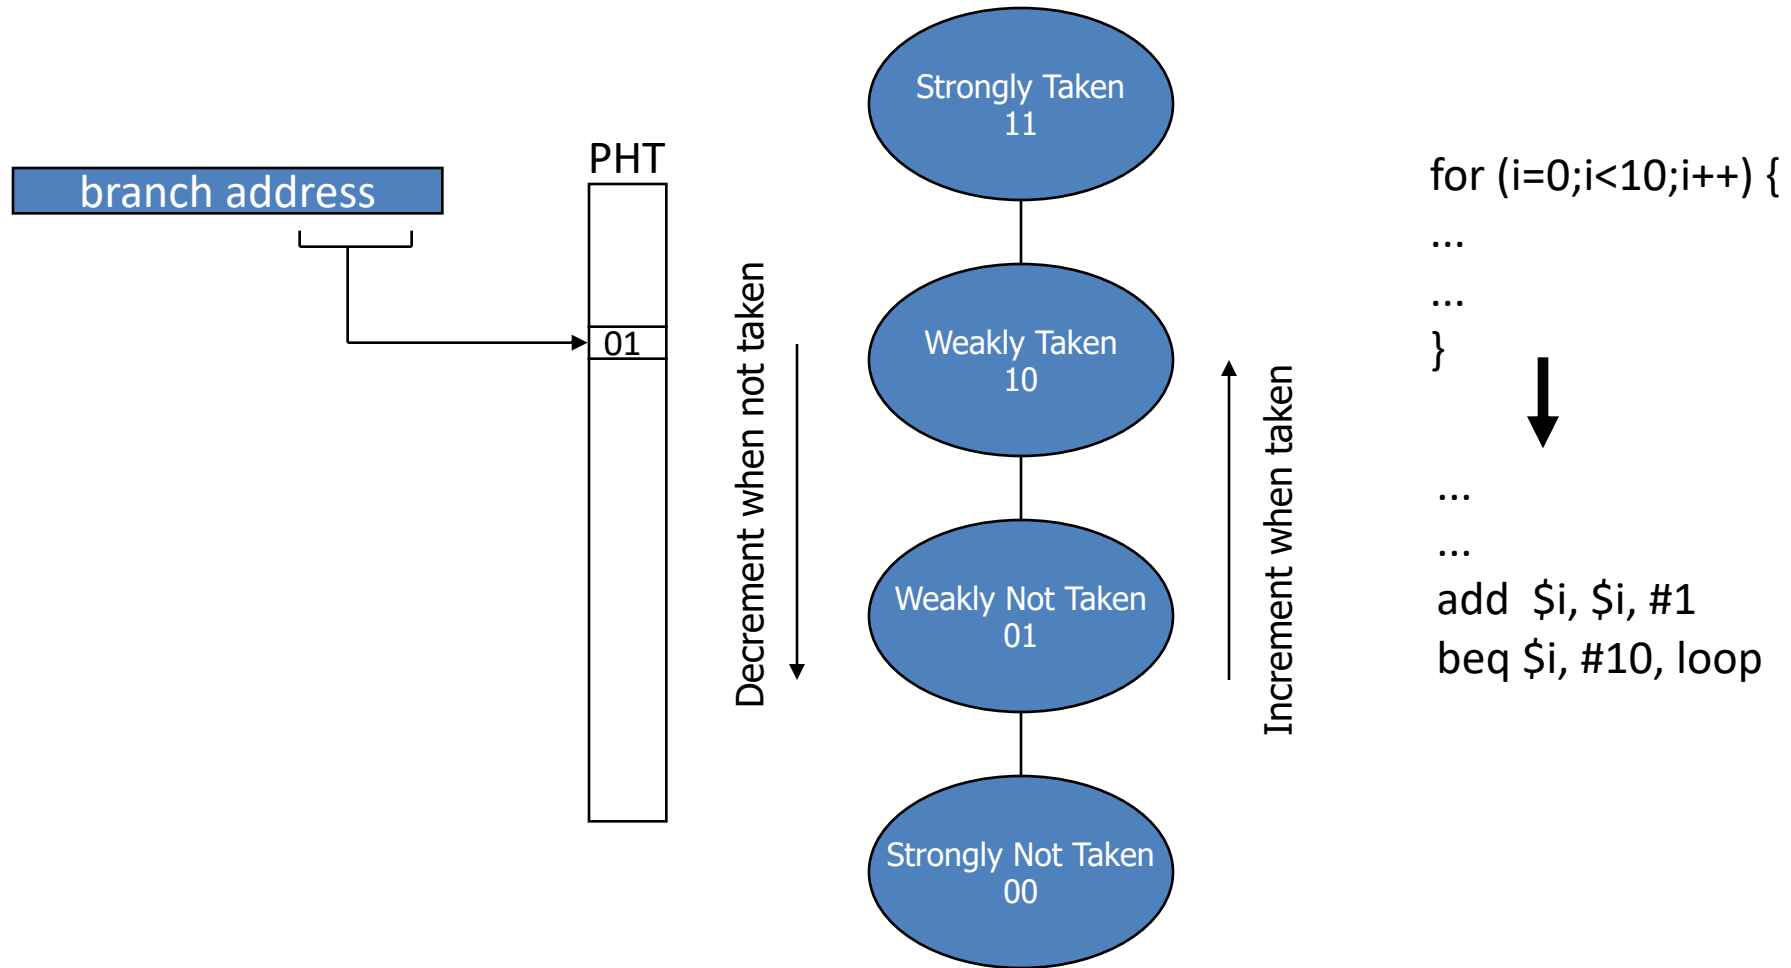 branch address
PHT
01
Decrement when not taken
Strongly Taken
11
Weakly Taken
10
Weakly Not Taken
01
Strongly Not Taken
00
Increment when taken
for (i=0;i<10;i++) {
...
...
}
...
...
add $i, $i, #1
beq $i, #10, loop